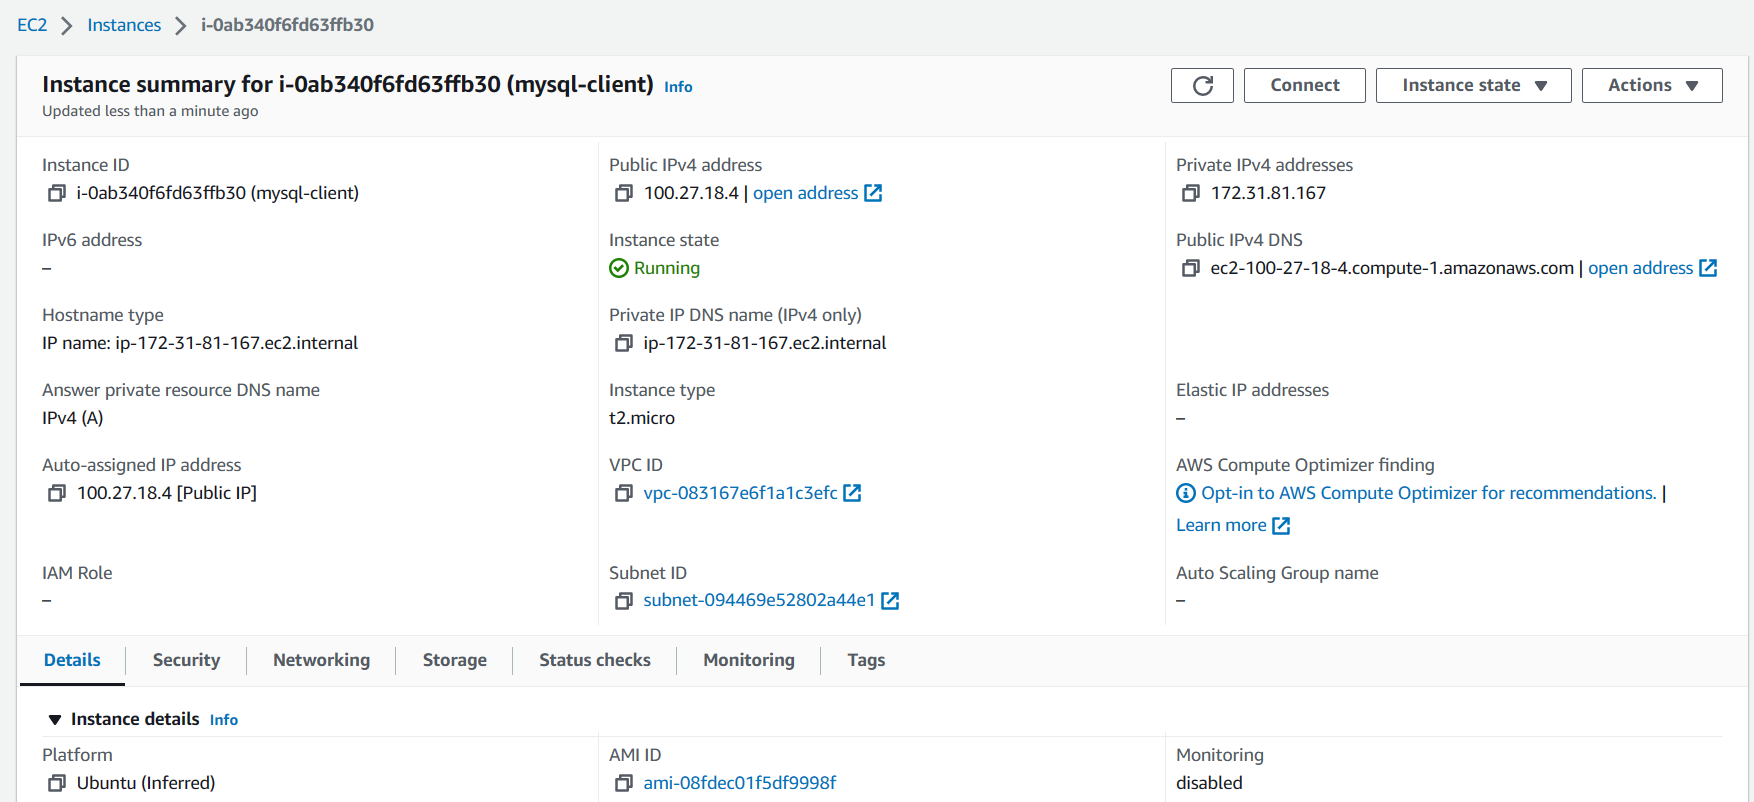 EC2 > Instances > i-0ab340f6fd63ffb30
Instance summary for i-0ab340f6fd63ffb30 (mysql-client) Info
Updated less than a minute ago
Connect
Instance state
Actions
Instance ID
i-0ab340f6fd63ffb30 (mysql-client)
Public IPv4 address
100.27.18.4 | open address
Private IPv4 addresses
172.31.81.167
IPv6 address
–
Instance state
Running
Public IPv4 DNS
ec2-100-27-18-4.compute-1.amazonaws.com | open address
Hostname type
IP name: ip-172-31-81-167.ec2.internal
Private IP DNS name (IPv4 only)
ip-172-31-81-167.ec2.internal
Answer private resource DNS name
IPv4 (A)
Instance type
t2.micro
Elastic IP addresses
–
Auto-assigned IP address
100.27.18.4 [Public IP]
VPC ID
vpc-083167e6f1a1c3efc
AWS Compute Optimizer finding
Opt-in to AWS Compute Optimizer for recommendations. |
Learn more
IAM Role
–
Subnet ID
subnet-094469e52802a44e1
Auto Scaling Group name
–
Details
Security
Networking
Storage
Status checks
Monitoring
Tags
Instance details Info
Platform
Ubuntu (Inferred)
AMI ID
ami-08fdec01f5df9998f
Monitoring
disabled